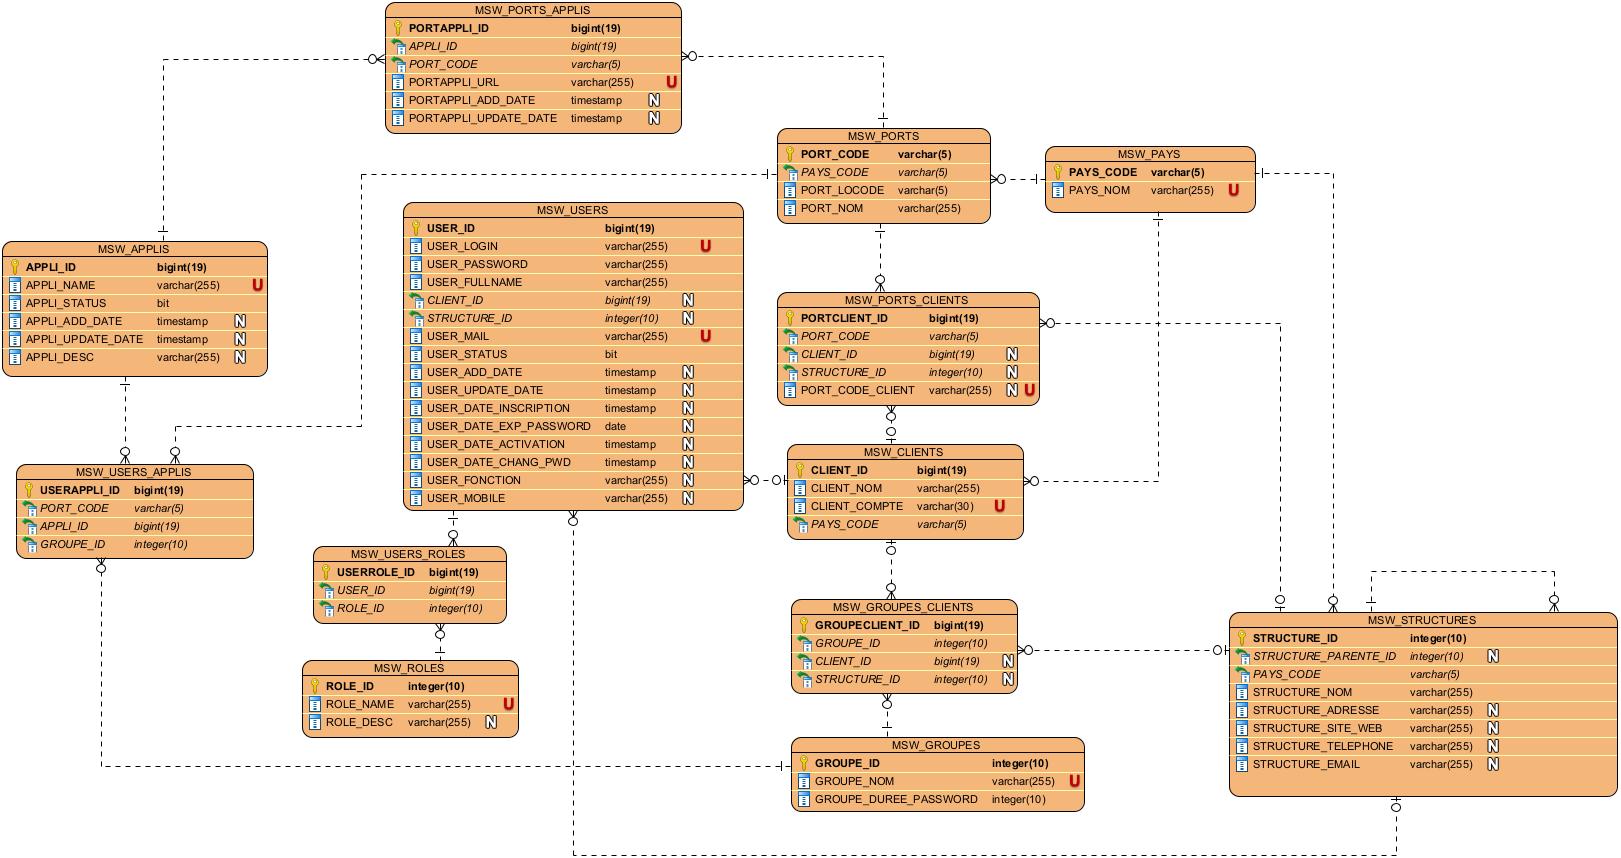 MSW_PORTS_APPLIS
PORTAPPLI_ID bigint(19)
APPLI_ID bigint(19)
PORT_CODE varchar(5)
PORTAPPLI_URL varchar(255) U
PORTAPPLI_ADD_DATE timestamp N
PORTAPPLI_UPDATE_DATE timestamp N
MSW_PORTS
PORT_CODE varchar(5)
PAYS_CODE varchar(5)
PORT_LOCODE varchar(5)
PORT_NOM varchar(255)
MSW_PAYS
PAYS_CODE varchar(5)
PAYS_NOM varchar(255) U
MSW_USERS
USER_ID bigint(19)
USER_LOGIN varchar(255) U
USER_PASSWORD varchar(255)
USER_FULLNAME varchar(255)
CLIENT_ID bigint(19) N
STRUCTURE_ID integer(10) N
USER_MAIL varchar(255) U
USER_STATUS bit
USER_ADD_DATE timestamp N
USER_UPDATE_DATE timestamp N
USER_DATE_INSCRIPTION timestamp N
USER_DATE_EXP_PASSWORD date N
USER_DATE_ACTIVATION timestamp N
USER_DATE_CHANG_PWD timestamp N
USER_FONCTION varchar(255) N
USER_MOBILE varchar(255) N
MSW_APPLIS
APPLI_ID bigint(19)
APPLI_NAME varchar(255) U
APPLI_STATUS bit
APPLI_ADD_DATE timestamp N
APPLI_UPDATE_DATE timestamp N
APPLI_DESC varchar(255) N
MSW_PORTS_CLIENTS
PORTCLIENT_ID bigint(19)
PORT_CODE varchar(5)
CLIENT_ID bigint(19) N
STRUCTURE_ID integer(10) N
PORT_CODE_CLIENT varchar(255) N U
MSW_CLIENTS
CLIENT_ID bigint(19)
CLIENT_NOM varchar(255)
CLIENT_COMPTE varchar(30) U
PAYS_CODE varchar(5)
MSW_USERS_APPLIS
USERAPPLI_ID bigint(19)
PORT_CODE varchar(5)
APPLI_ID bigint(19)
GROUPE_ID integer(10)
MSW_USERS_ROLES
USERROLE_ID bigint(19)
USER_ID bigint(19)
ROLE_ID integer(10)
MSW_GROUPES_CLIENTS
GROUPECLIENT_ID bigint(19)
GROUPE_ID integer(10)
CLIENT_ID bigint(19) N
STRUCTURE_ID integer(10) N
MSW_STRUCTURES
STRUCTURE_ID integer(10)
STRUCTURE_PARENTE_ID integer(10) N
PAYS_CODE varchar(5)
STRUCTURE_NOM varchar(255)
STRUCTURE_ADRESSE varchar(255) N
STRUCTURE_SITE_WEB varchar(255) N
STRUCTURE_TELEPHONE varchar(255) N
STRUCTURE_EMAIL varchar(255) N
MSW_ROLES
ROLE_ID integer(10)
ROLE_NAME varchar(255) U
ROLE_DESC varchar(255) N
MSW_GROUPES
GROUPE_ID integer(10)
GROUPE_NOM varchar(255) U
GROUPE_DUREE_PASSWORD integer(10)